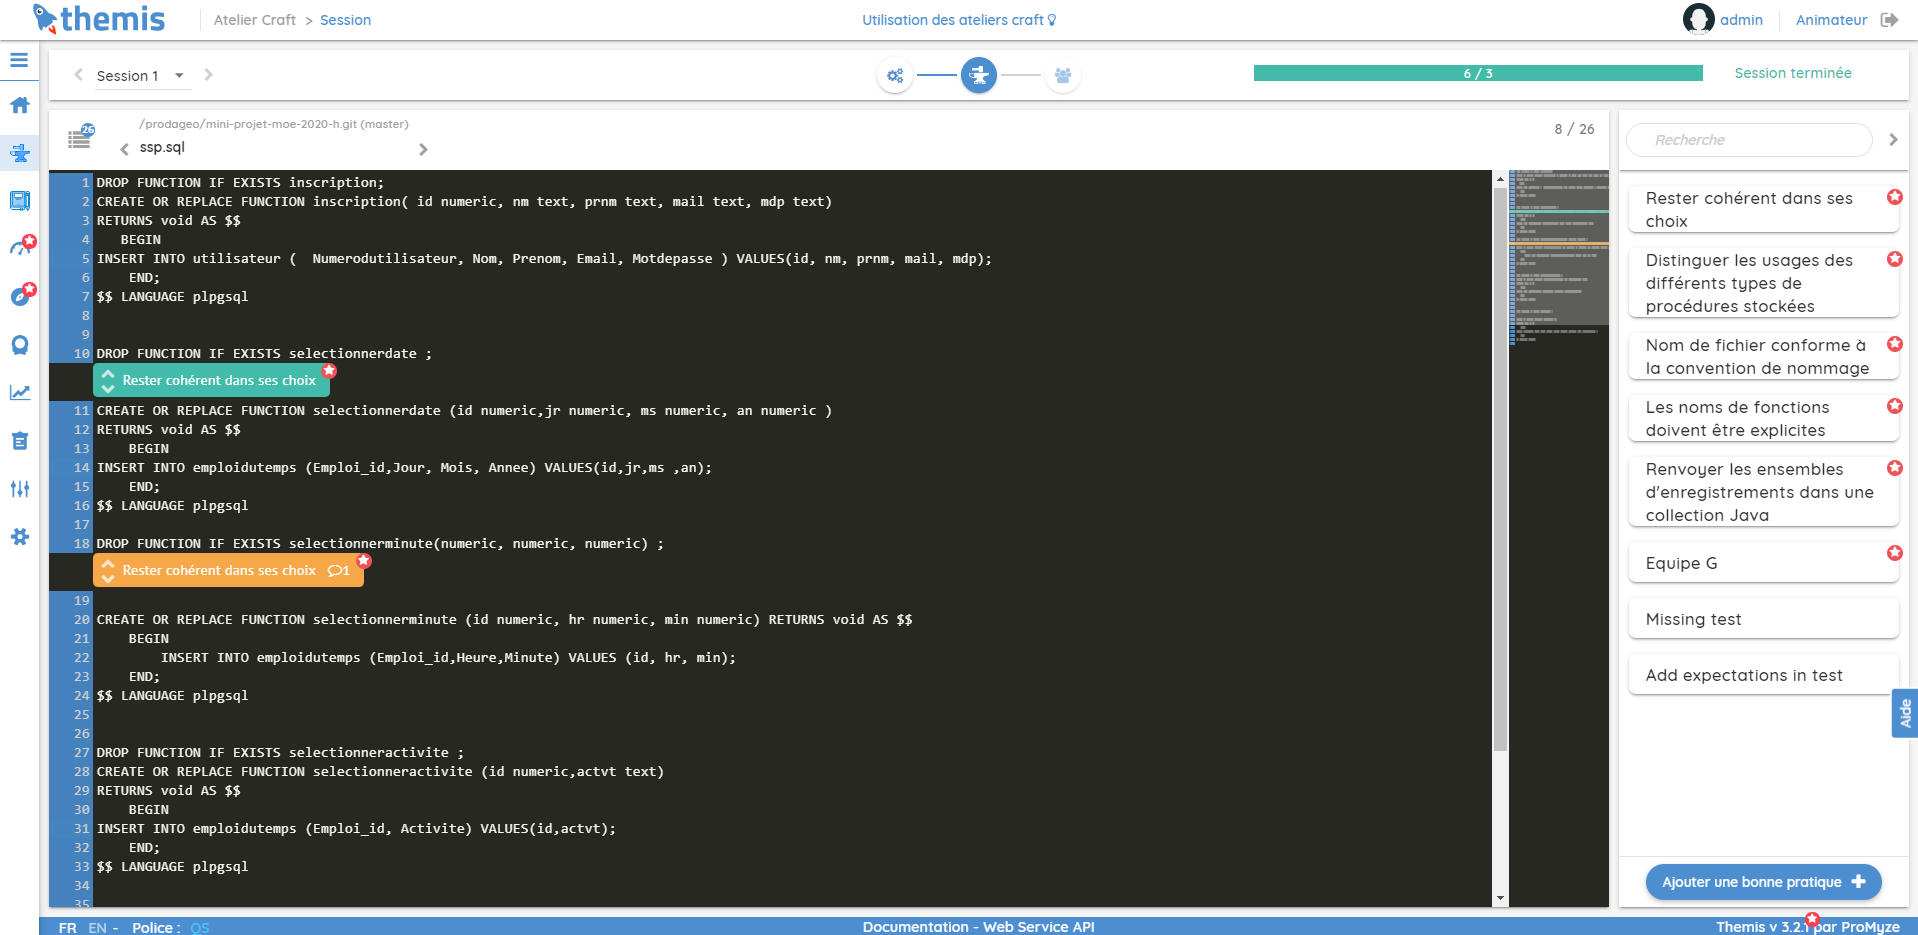 themis
Atelier Craft > Session
Utilisation des ateliers craft
admin
Animateur
Session 1
6 / 3
Session terminée
26
/prodageo/mini-projet-moe-2020-h.git (master)
ssp.sql
8 / 26
1 DROP FUNCTION IF EXISTS inscription;
2 CREATE OR REPLACE FUNCTION inscription( id numeric, nm text, prnm text, mail text, mdp text)
3 RETURNS void AS $$
4 BEGIN
5 INSERT INTO utilisateur (  Numerodutilisateur, Nom, Prenom, Email, Motdepasse ) VALUES(id, nm, prnm, mail, mdp);
6 END;
7 $$ LANGUAGE plpgsql
8
9
10 DROP FUNCTION IF EXISTS selectionnerdate ;
Rester cohérent dans ses choix
11 CREATE OR REPLACE FUNCTION selectionnerdate (id numeric,jr numeric, ms numeric, an numeric )
12 RETURNS void AS $$
13 BEGIN
14 INSERT INTO emploidutemps (Emploi_id,Jour, Mois, Annee) VALUES(id,jr,ms ,an);
15 END;
16 $$ LANGUAGE plpgsql
17
18 DROP FUNCTION IF EXISTS selectionnerminute(numeric, numeric, numeric) ;
Rester cohérent dans ses choix 1
19
20 CREATE OR REPLACE FUNCTION selectionnerminute (id numeric, hr numeric, min numeric) RETURNS void AS $$
21 BEGIN
22 INSERT INTO emploidutemps (Emploi_id,Heure,Minute) VALUES (id, hr, min);
23 END;
24 $$ LANGUAGE plpgsql
25
26
27 DROP FUNCTION IF EXISTS selectionneractivite ;
28 CREATE OR REPLACE FUNCTION selectionneractivite (id numeric,actvt text)
29 RETURNS void AS $$
30 BEGIN
31 INSERT INTO emploidutemps (Emploi_id, Activite) VALUES(id,actvt);
32 END;
33 $$ LANGUAGE plpgsql
34
35
Recherche
Rester cohérent dans ses
choix
Distinguer les usages des
différents types de
procédures stockées
Nom de fichier conforme à
la convention de nommage
Les noms de fonctions
doivent être explicites
Renvoyer les ensembles
d'enregistrements dans une
collection Java
Equipe G
Missing test
Add expectations in test
Aide
Ajouter une bonne pratique
FR EN - Police : QS
Documentation - Web Service API
Themis v 3.2.1 par ProMyze